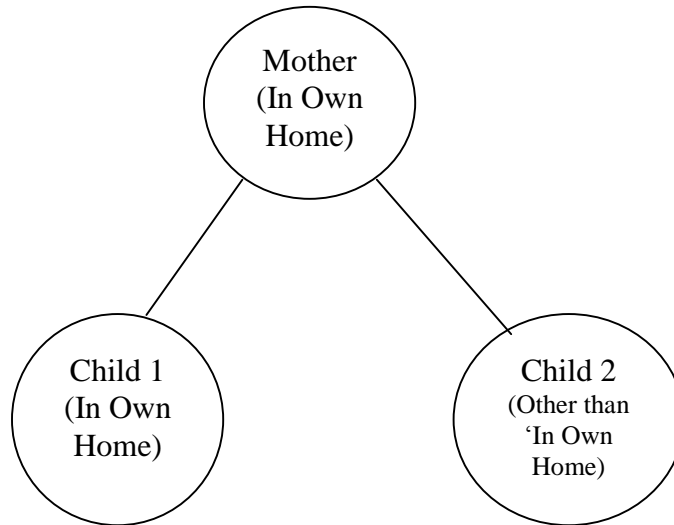 Mother
(In Own
Home)
Child 1
(In Own
Home)
Child 2
(Other than
‘In Own
Home)